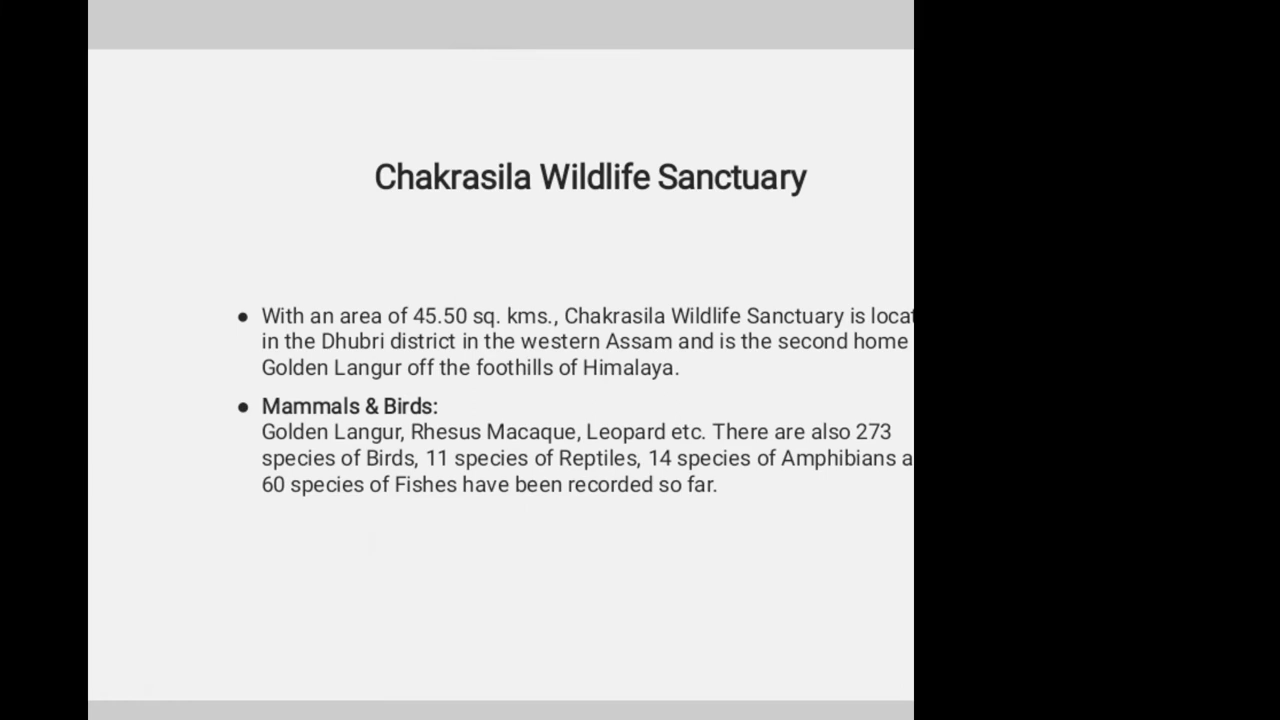 Chakrasila Wildlife Sanctuary
● With an area of 45.50 sq. kms., Chakrasila Wildlife Sanctuary is locat
in the Dhubri district in the western Assam and is the second home
Golden Langur off the foothills of Himalaya.
● Mammals & Birds:
Golden Langur, Rhesus Macaque, Leopard etc. There are also 273
species of Birds, 11 species of Reptiles, 14 species of Amphibians a
60 species of Fishes have been recorded so far.